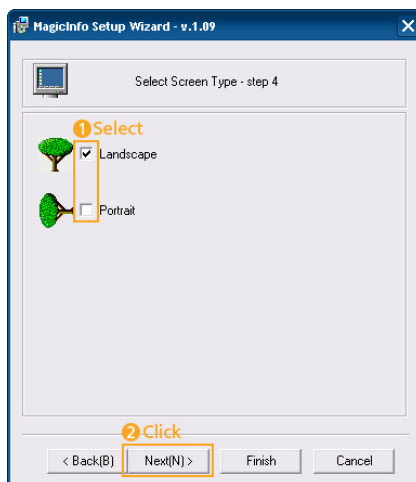 MagicInfo Setup Wizard - v.1.09
Select Screen Type - step 4
1 Select
Landscape
Portrait
2 Click
< Back(B) Next(N) > Finish Cancel